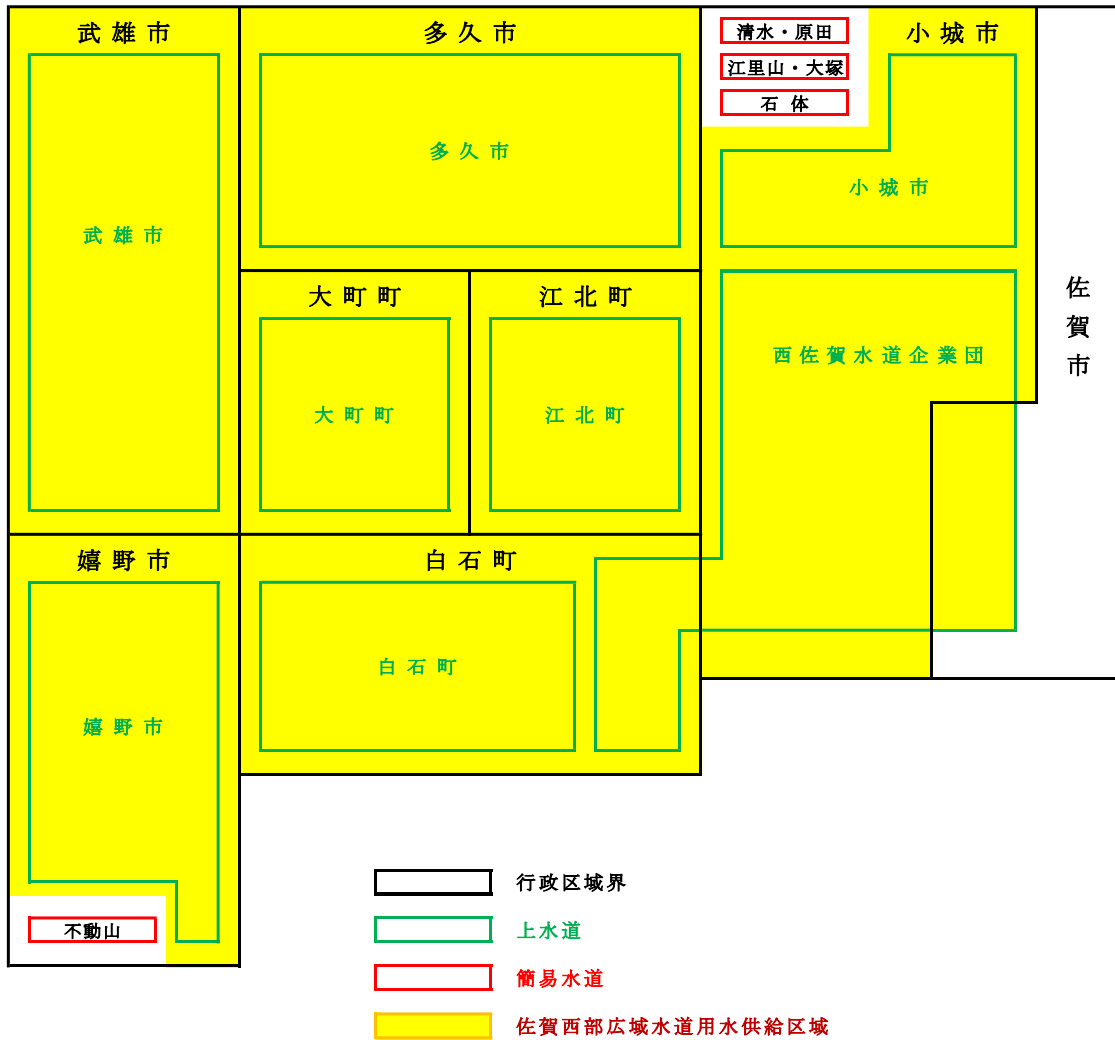 武雄市
多久市
清水・原田
小城市
江里山・大塚
石体
多久市
小城市
武雄市
大町町
江北町
佐賀市
西佐賀水道企業団
大町町
江北町
嬉野市
白石町
白石町
嬉野市
不動山
行政区域界
上水道
簡易水道
佐賀西部広域水道用水供給区域